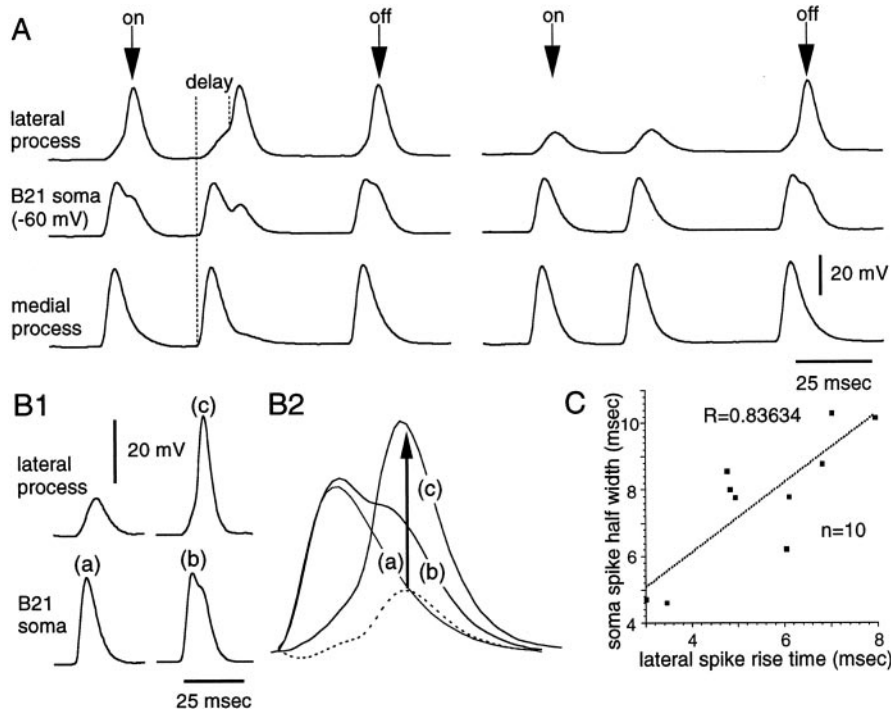 A
on
off
on
off
delay
lateral
process
B21 soma
(-60 mV)
medial
process
20 mV
25 msec
B1
(c)
20 mV
lateral
process
(a)
(b)
B21
soma
25 msec
B2
(c)
(a)
(b)
C
R=0.83634
n=10
soma spike half width (msec)
10
8
6
4
4
6
8
lateral spike rise time (msec)